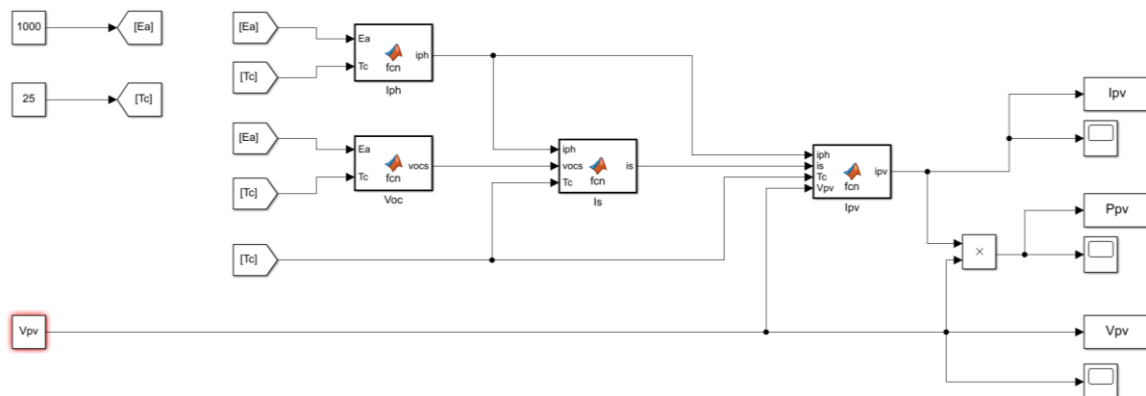 1000
[Ea]
25
[Tc]
[Ea]
[Tc]
Ea
Tc
fcn
iph
Iph
[Ea]
[Tc]
Ea
Tc
fcn
vocs
Voc
[Tc]
iph
vocs
Tc
fcn
is
Is
iph
is
Tc
Vpv
fcn
ipv
Ipv
Ipv
×
Ppv
Vpv
Vpv